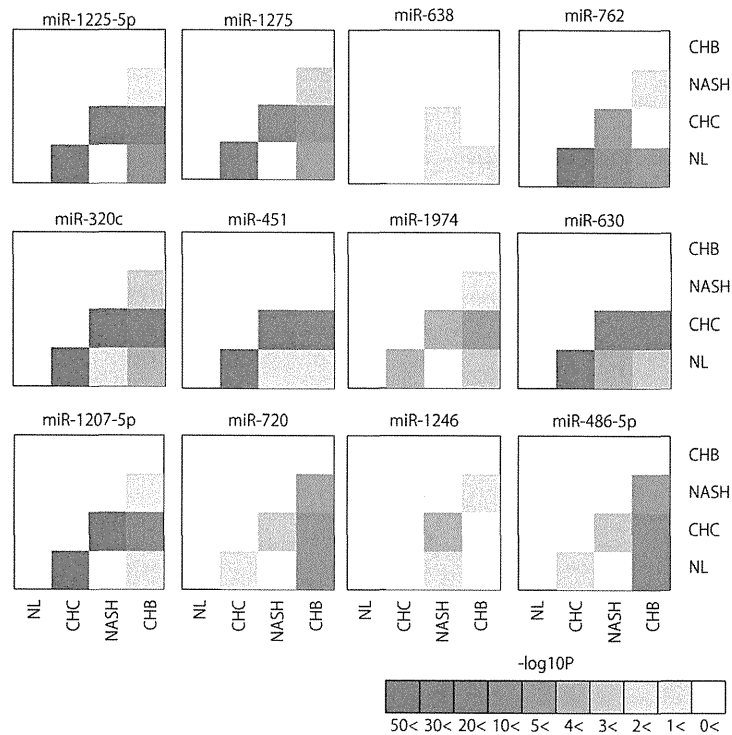 miR-1225-5p miR-1275 miR-638 miR-762
CHB
NASH
CHC
NL
miR-320c miR-451 miR-1974 miR-630
CHB
NASH
CHC
NL
miR-1207-5p miR-720 miR-1246 miR-486-5p
CHB
NASH
CHC
NL
NL CHC NASH CHB NL CHC NASH CHB NL CHC NASH CHB NL CHC NASH CHB
-log10P
50< 30< 20< 10< 5< 4< 3< 2< 1< 0<